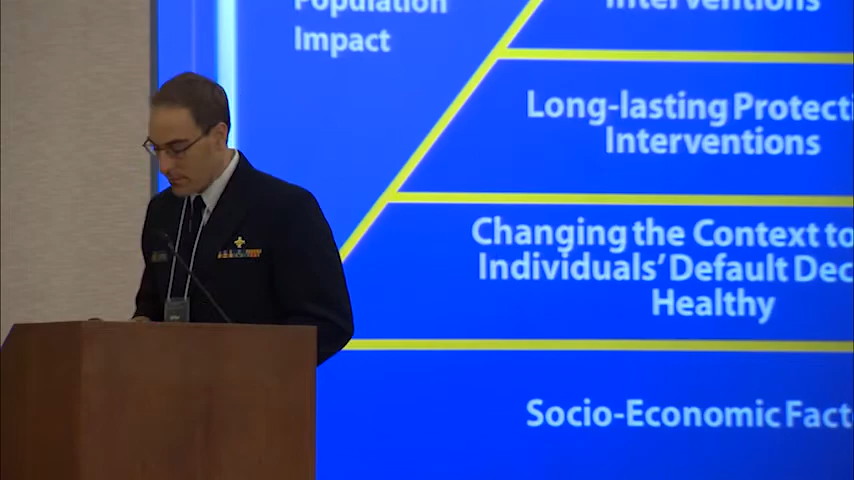 Population
Impact
Interventions
Long-lasting Protecti
Interventions
Changing the Context to
Individuals' Default Dec
Healthy
Socio-Economic Fact